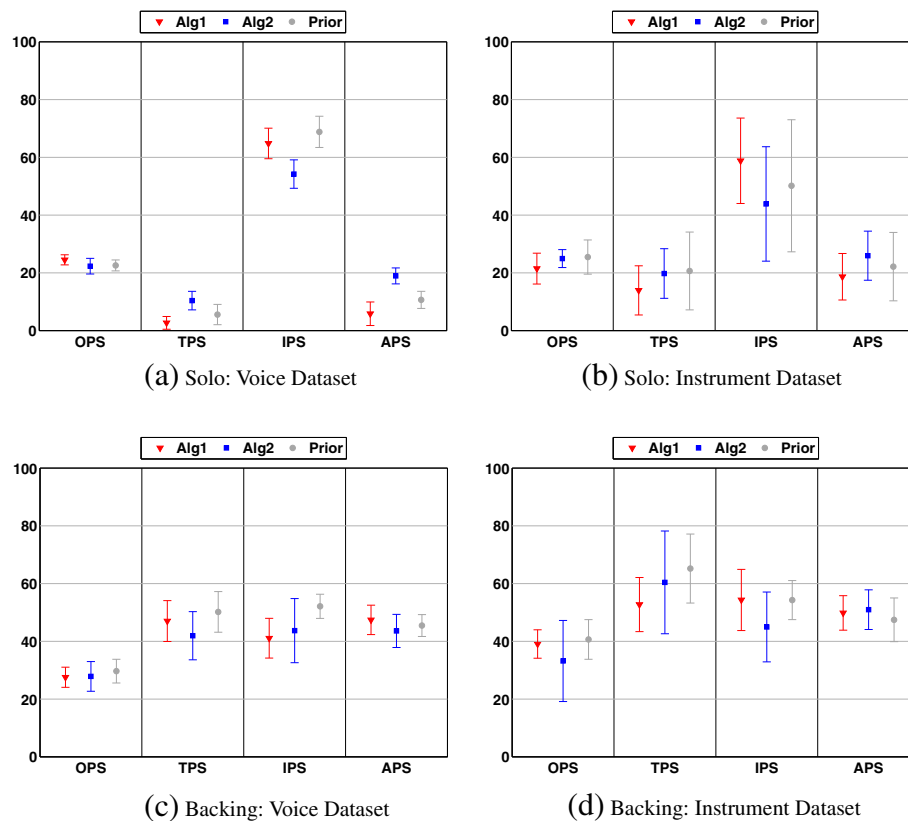 Alg1 Alg2 Prior
100
80
60
40
20
0
OPS TPS IPS APS
(a) Solo: Voice Dataset
Alg1 Alg2 Prior
100
80
60
40
20
0
OPS TPS IPS APS
(b) Solo: Instrument Dataset
Alg1 Alg2 Prior
100
80
60
40
20
0
OPS TPS IPS APS
(c) Backing: Voice Dataset
Alg1 Alg2 Prior
100
80
60
40
20
0
OPS TPS IPS APS
(d) Backing: Instrument Dataset